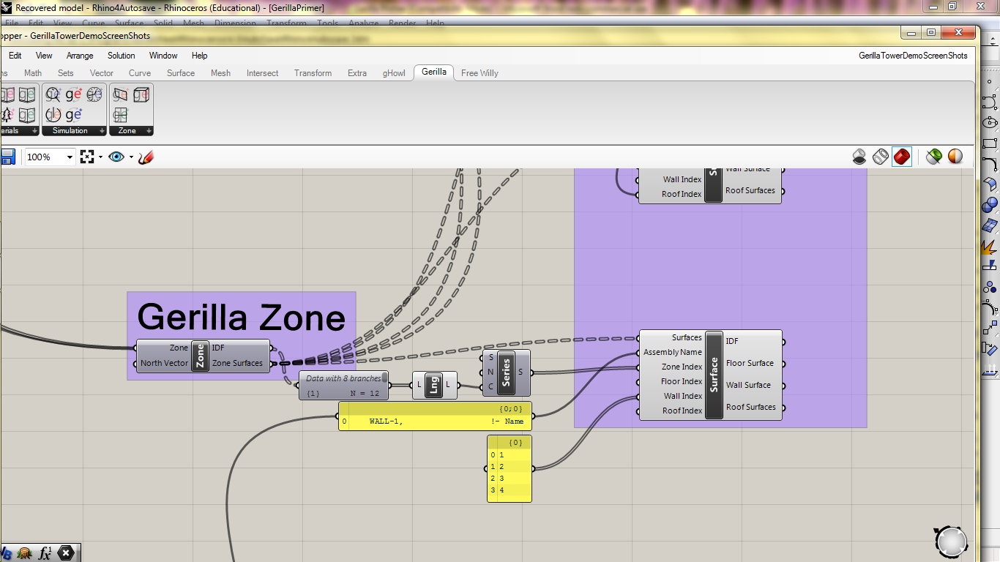 Recovered model - Rhino4Autosave - Rhinoceros (Educational) - [GerillaPrimer]
File Edit View Curve Surface Solid Mesh Dimension Transform Tools Analyze Render Help
opper - GerillaTowerDemoScreenShots
Edit View Arrange Solution Window Help GerillaTowerDemoScreenShots
ns Math Sets Vector Curve Surface Mesh Intersect Transform Extra gHowl Gerilla Free Willy
erials Simulation Zone
100%
Wall Surface
Wall Index
Roof Index Roof Surfaces
Gerilla Zone
Zone Zone IDF
North Vector Zone Surfaces
Data with 8 branches
{1} N = 12
L Lng L
S
N Series S
C
Surfaces IDF
Assembly Name
Zone Index Floor Surface
Floor Index Surface
Wall Index Wall Surface
Roof Index Roof Surfaces
{0;0}
0 WALL-1, !- Name
{0}
0 1
1 2
2 3
3 4